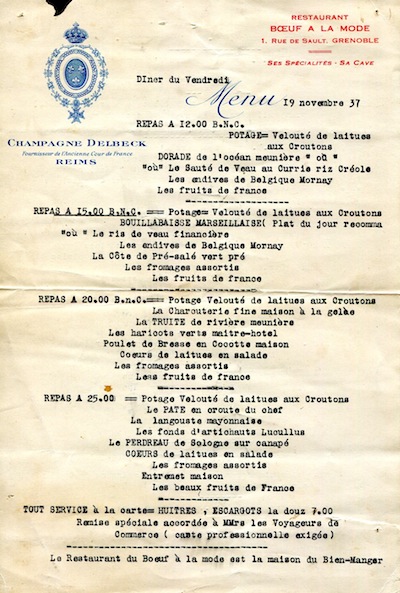 RESTAURANT
BŒUF A LA MODE
1, RUE DE SAULT, GRENOBLE
SES SPÉCIALITÉS - SA CAVE
CHAMPAGNE DELBECK
Fournisseur de l'Ancienne Cour de France
REIMS
Menu
Dîner du Vendredi 19 novembre 37
REPAS A I2.00 B.N.C.
POTAGE= Velouté de laitues
aux Croutons
DORADE de l'océan meunière " où "
"où" Le Sauté de Veau au Currie riz Créole
Les endives de Belgique Mornay
Les fruits de france
REPAS A I5.00 B.N.C. === Potage= Velouté de laitues aux Croutons
BOUILLABAISSE MARSEILLAISE( Plat du jour recomma
"où " Le ris de veau financière
Les endives de Belgique Mornay
La Côte de Pré-salé vert pré
Les fromages assortis
Les fruits de france
REPAS A 20.00 B.n.C.=== Potage Velouté de laitues aux Croutons
La Charcuterie fine maison à la gelée
La TRUITE de rivière meunière
Les haricots verts maitre-hotel
Poulet de Bresse en Cocotte maison
Coeurs de laitues en salade
Les fromages assortis
Les fruits de france
REPAS A 25.00 == Potage Velouté de laitues aux Croutons
Le PATE en croute du chef
La langouste mayonnaise
Les fonds d'artichauts Lucullus
Le PERDREAU de Sologne sur canapé
COEURS de laitues en salade
Les fromages assortis
Entremet maison
Les beaux fruits de France
TOUT SERVICE à la carte= HUITRES , ESCARGOTS la douz 7.00
Remise spéciale accordée à MMrs les Voyageurs de
Commerce ( carte professionelle exigée)
Le Restaurant du Boeuf à la mode est la maison du Bien-Manger